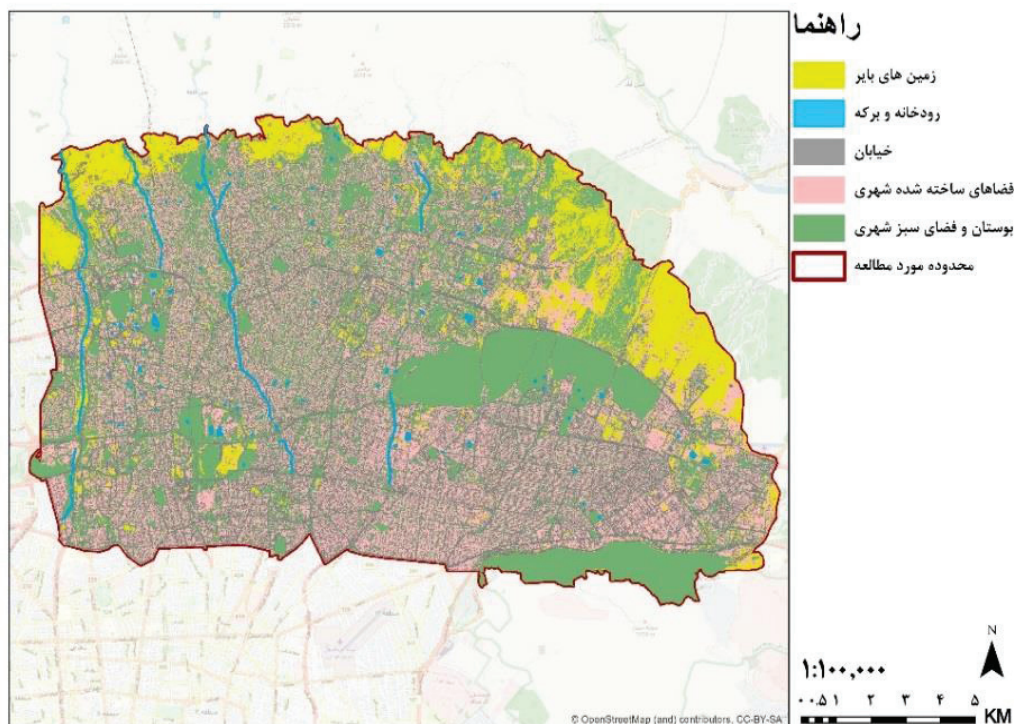 راهنما
زمین های بایر
رودخانه و برکه
خیابان
فضاهای ساخته شده شهری
بوستان و فضای سبز شهری
محدوده مورد مطالعه
N
۱:۱۰۰,۰۰۰
۰ ۰.۵ ۱ ۲ ۳ ۴ ۵
KM
© OpenStreetMap (and) contributors, CC-BY-SA